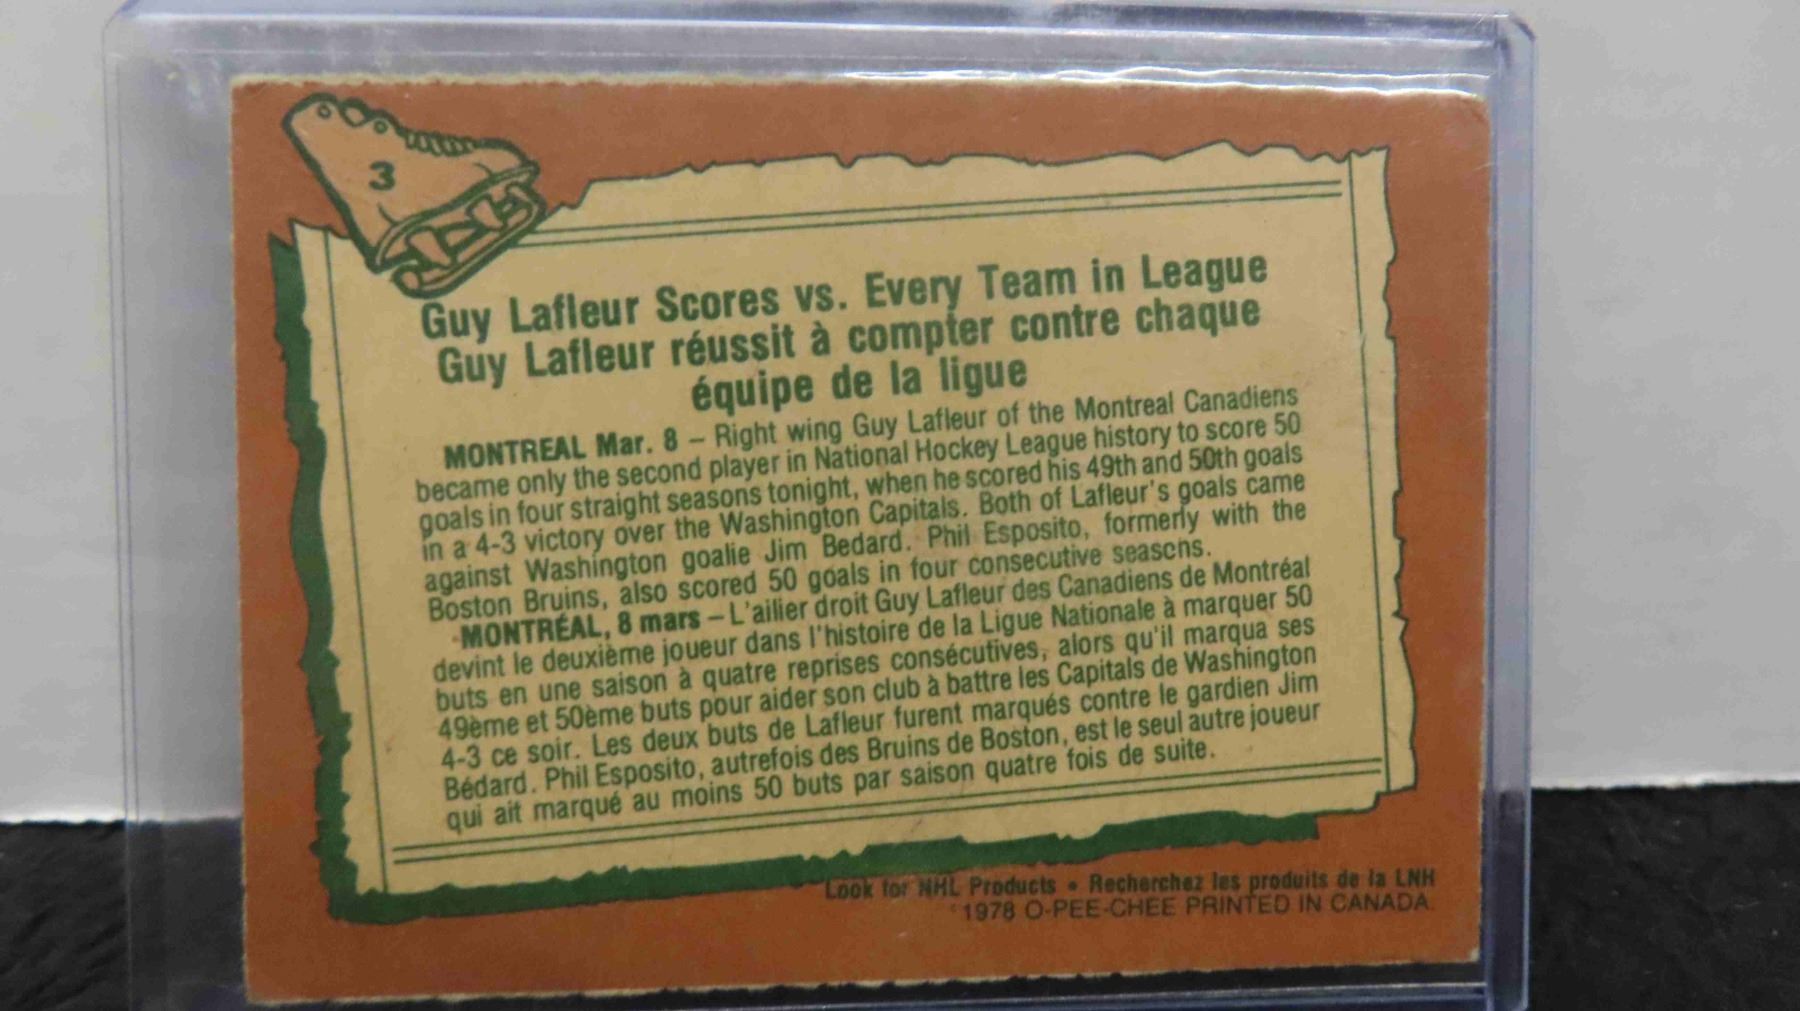 3
Guy Lafleur Scores vs. Every Team in League
Guy Lafleur réussit à compter contre chaque
équipe de la ligue
MONTREAL Mar. 8 – Right wing Guy Lafleur of the Montreal Canadiens
became only the second player in National Hockey League history to score 50
goals in four straight seasons tonight, when he scored his 49th and 50th goals
in a 4-3 victory over the Washington Capitals. Both of Lafleur's goals came
against Washington goalie Jim Bedard. Phil Esposito, formerly with the
Boston Bruins, also scored 50 goals in four consecutive seasons.
MONTRÉAL, 8 mars – L'ailier droit Guy Lafleur des Canadiens de Montréal
devint le deuxième joueur dans l'histoire de la Ligue Nationale à marquer 50
buts en une saison à quatre reprises consécutives, alors qu'il marqua ses
49ème et 50ème buts pour aider son club à battre les Capitals de Washington
4-3 ce soir. Les deux buts de Lafleur furent marqués contre le gardien Jim
Bédard. Phil Esposito, autrefois des Bruins de Boston, est le seul autre joueur
qui ait marqué au moins 50 buts par saison quatre fois de suite.
Look for NHL Products • Recherchez les produits de la LNH
©1978 O-PEE-CHEE PRINTED IN CANADA.